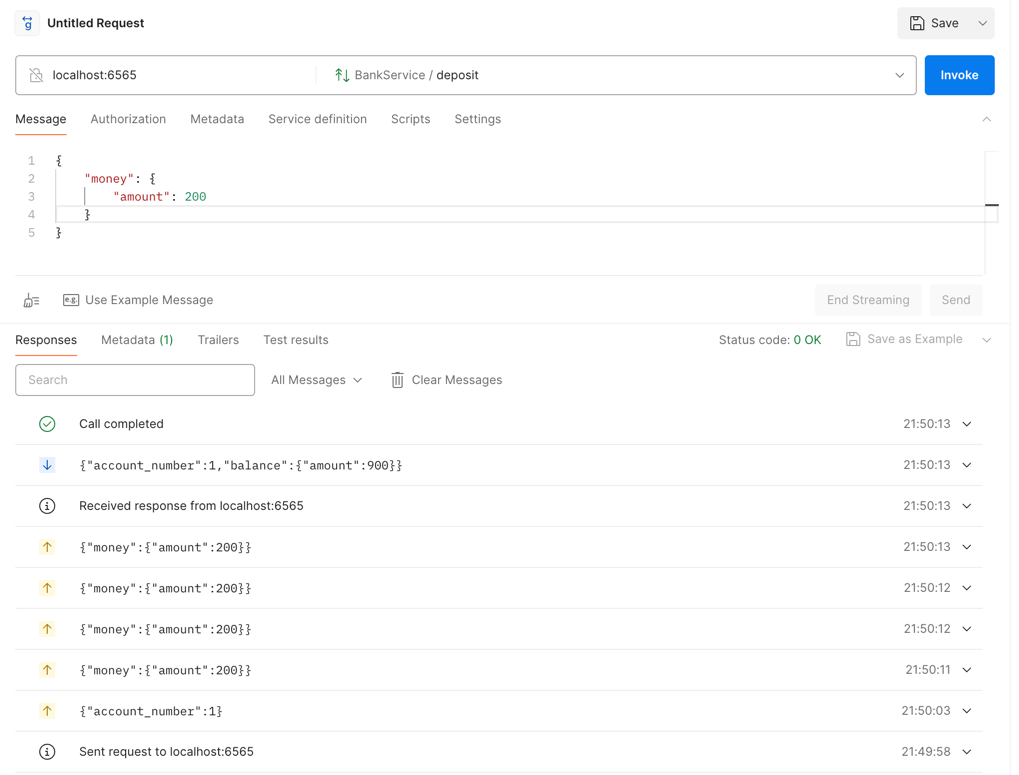 Untitled Request
Save
localhost:6565
BankService / deposit
Invoke
Message Authorization Metadata Service definition Scripts Settings
1 {
2 "money": {
3 "amount": 200
4 }
5 }
e.g. Use Example Message
End Streaming Send
Responses Metadata (1) Trailers Test results
Status code: 0 OK Save as Example
Search All Messages Clear Messages
Call completed 21:50:13
{"account_number":1,"balance":{"amount":900}} 21:50:13
Received response from localhost:6565 21:50:13
{"money":{"amount":200}} 21:50:13
{"money":{"amount":200}} 21:50:12
{"money":{"amount":200}} 21:50:12
{"money":{"amount":200}} 21:50:11
{"account_number":1} 21:50:03
Sent request to localhost:6565 21:49:58